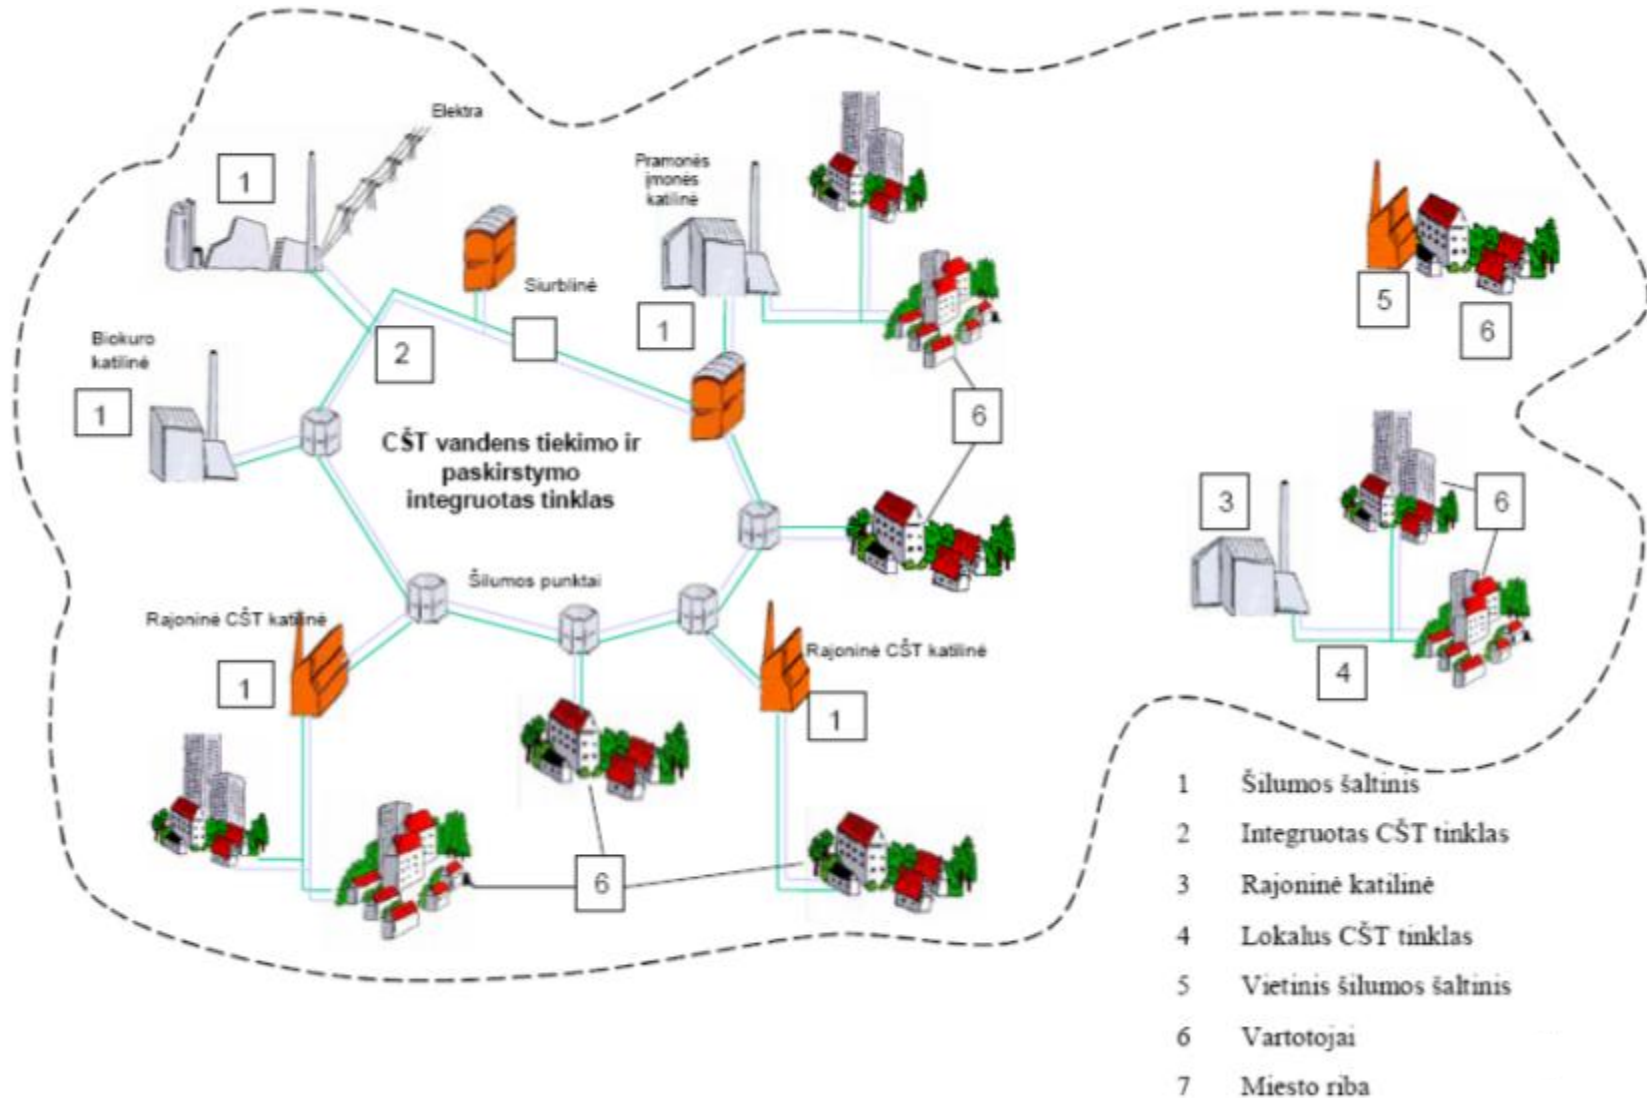 Elektra
1
Pramonės
įmonės
katilinė
Siurblinė
1
5
6
Biokuro
katilinė
2
1
6
CŠT vandens tiekimo ir
paskirstymo
integruotas tinklas
3
6
Šilumos punktai
Rajoninė CŠT katilinė
Rajoninė CŠT katilinė
1
4
1
6
1 Šilumos šaltinis
2 Integruotas CŠT tinklas
3 Rajoninė katilinė
4 Lokalus CŠT tinklas
5 Vietinis šilumos šaltinis
6 Vartotojai
7 Miesto riba